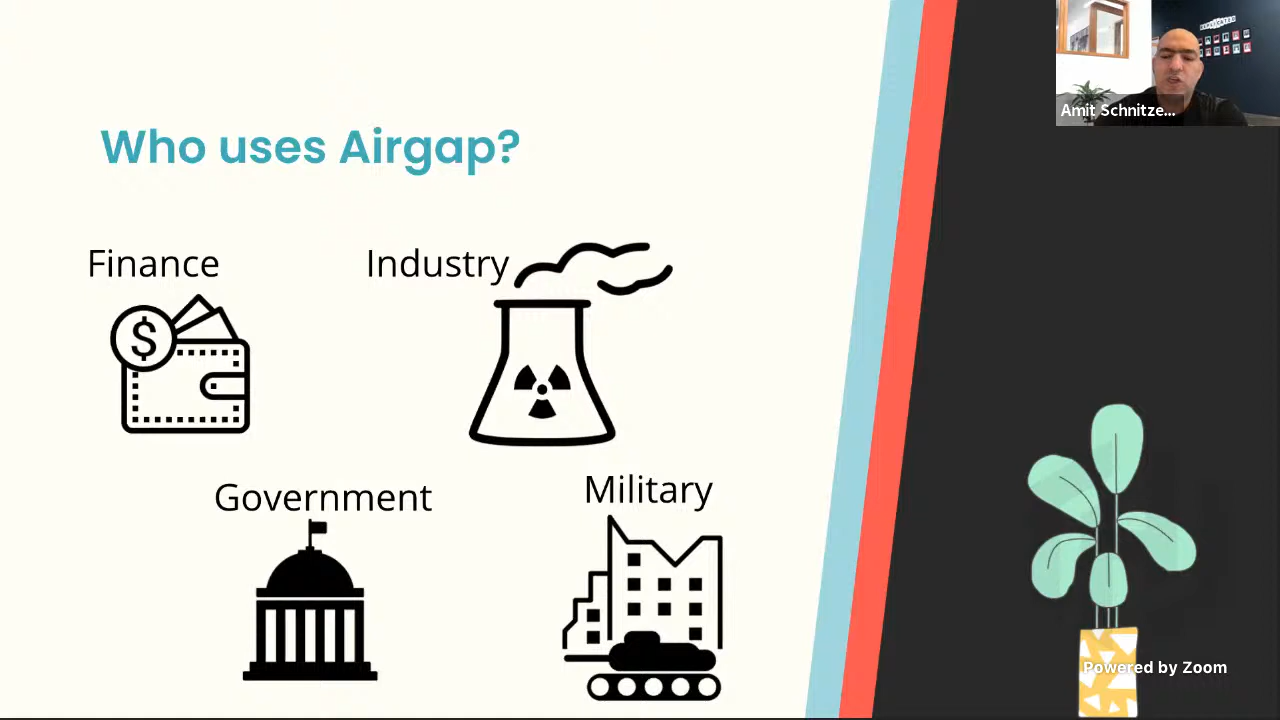 Who uses Airgap?
Finance
Industry
$
Government
Military
Amit Schnitze...
Powered by Zoom